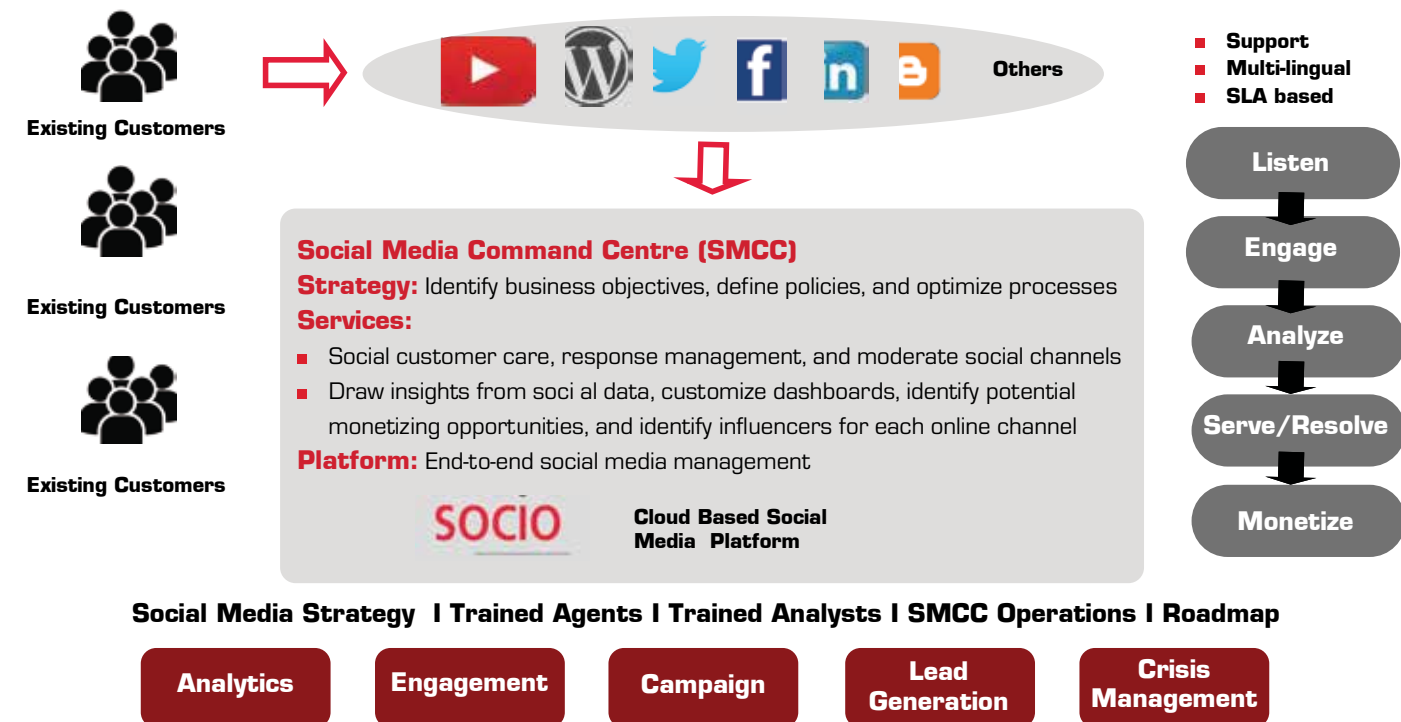 Existing Customers
Existing Customers
Existing Customers
f
in
Others
Support
Multi-lingual
SLA based
Social Media Command Centre (SMCC)
Strategy: Identify business objectives, define policies, and optimize processes
Services:
Social customer care, response management, and moderate social channels
Draw insights from soci al data, customize dashboards, identify potential
monetizing opportunities, and identify influencers for each online channel
Platform: End-to-end social media management
SOCIO
Cloud Based Social
Media Platform
Listen
Engage
Analyze
Serve/Resolve
Monetize
Social Media Strategy I Trained Agents I Trained Analysts I SMCC Operations I Roadmap
Analytics
Engagement
Campaign
Lead
Generation
Crisis
Management